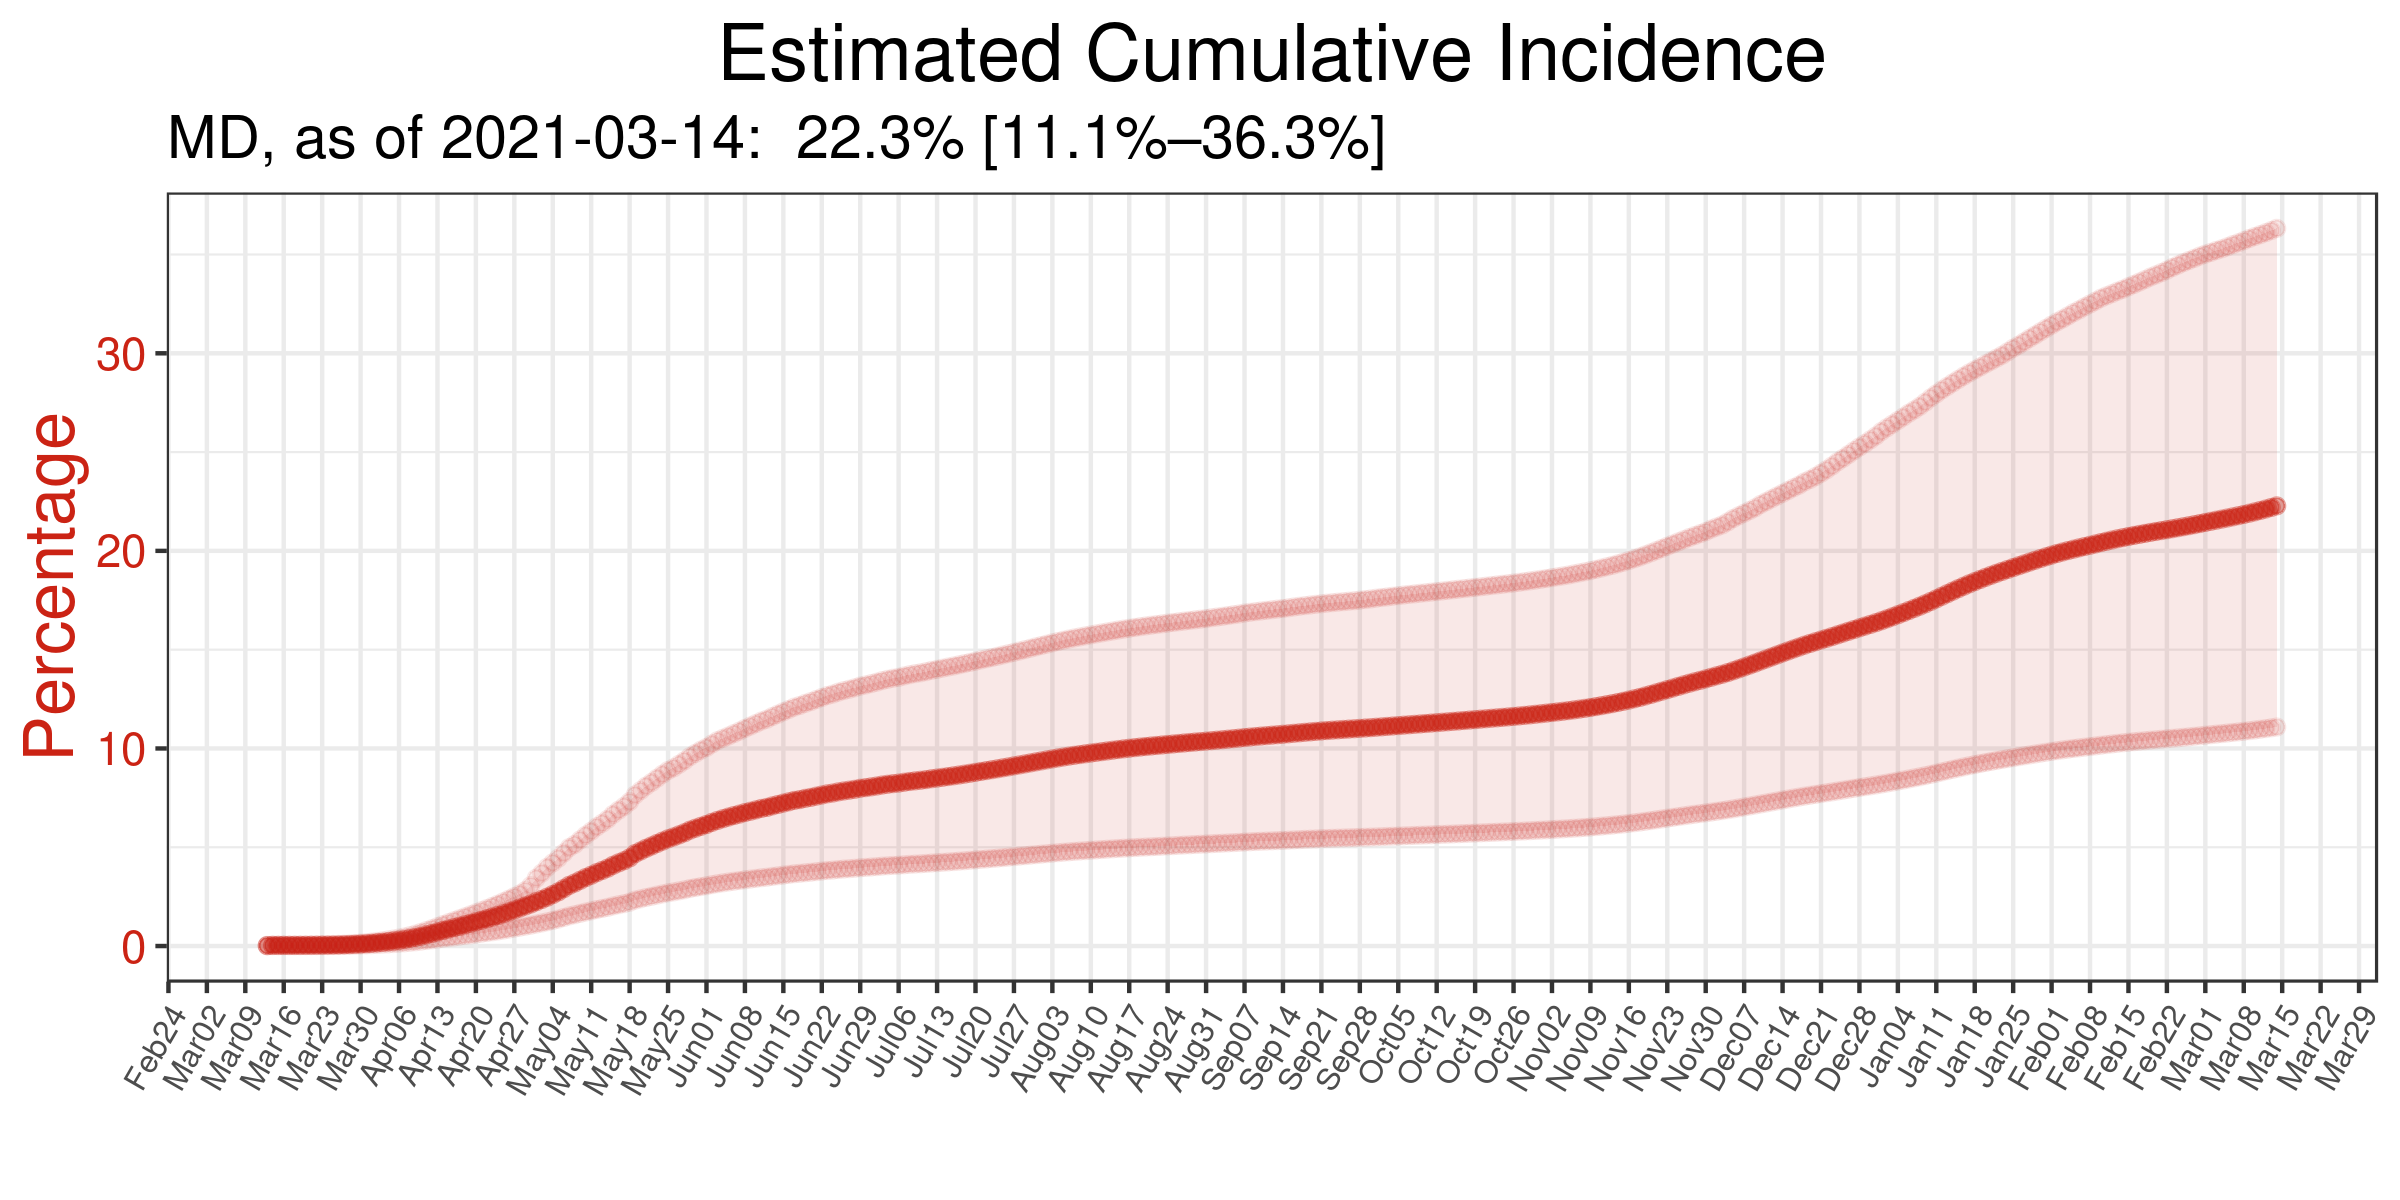 Estimated Cumulative Incidence
MD, as of 2021-03-14:  22.3% [11.1%–36.3%]
Percentage
30
20
10
0
Feb24
Mar02
Mar09
Mar16
Mar23
Mar30
Apr06
Apr13
Apr20
Apr27
May04
May11
May18
May25
Jun01
Jun08
Jun15
Jun22
Jun29
Jul06
Jul13
Jul20
Jul27
Aug03
Aug10
Aug17
Aug24
Aug31
Sep07
Sep14
Sep21
Sep28
Oct05
Oct12
Oct19
Oct26
Nov02
Nov09
Nov16
Nov23
Nov30
Dec07
Dec14
Dec21
Dec28
Jan04
Jan11
Jan18
Jan25
Feb01
Feb08
Feb15
Feb22
Mar01
Mar08
Mar15
Mar22
Mar29